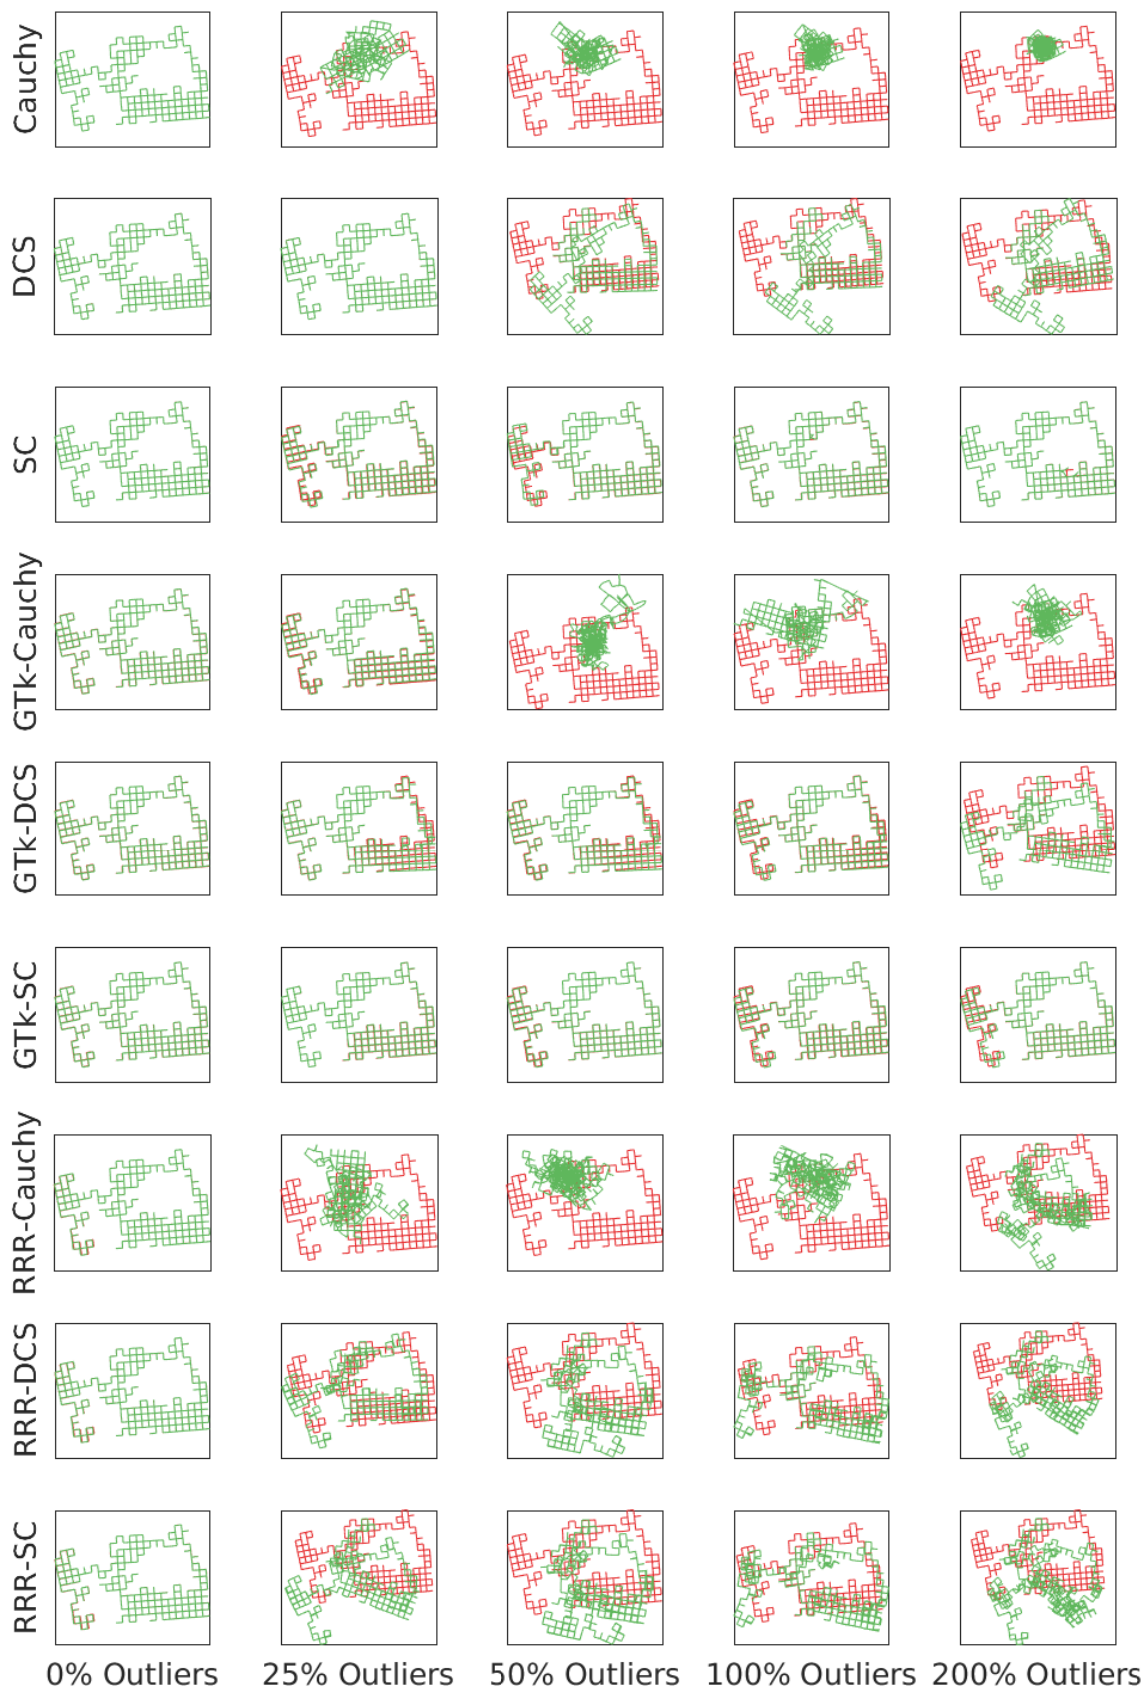 Cauchy
DCS
SC
GTk-Cauchy
GTk-DCS
GTk-SC
RRR-Cauchy
RRR-DCS
RRR-SC
0% Outliers 25% Outliers 50% Outliers 100% Outliers 200% Outliers